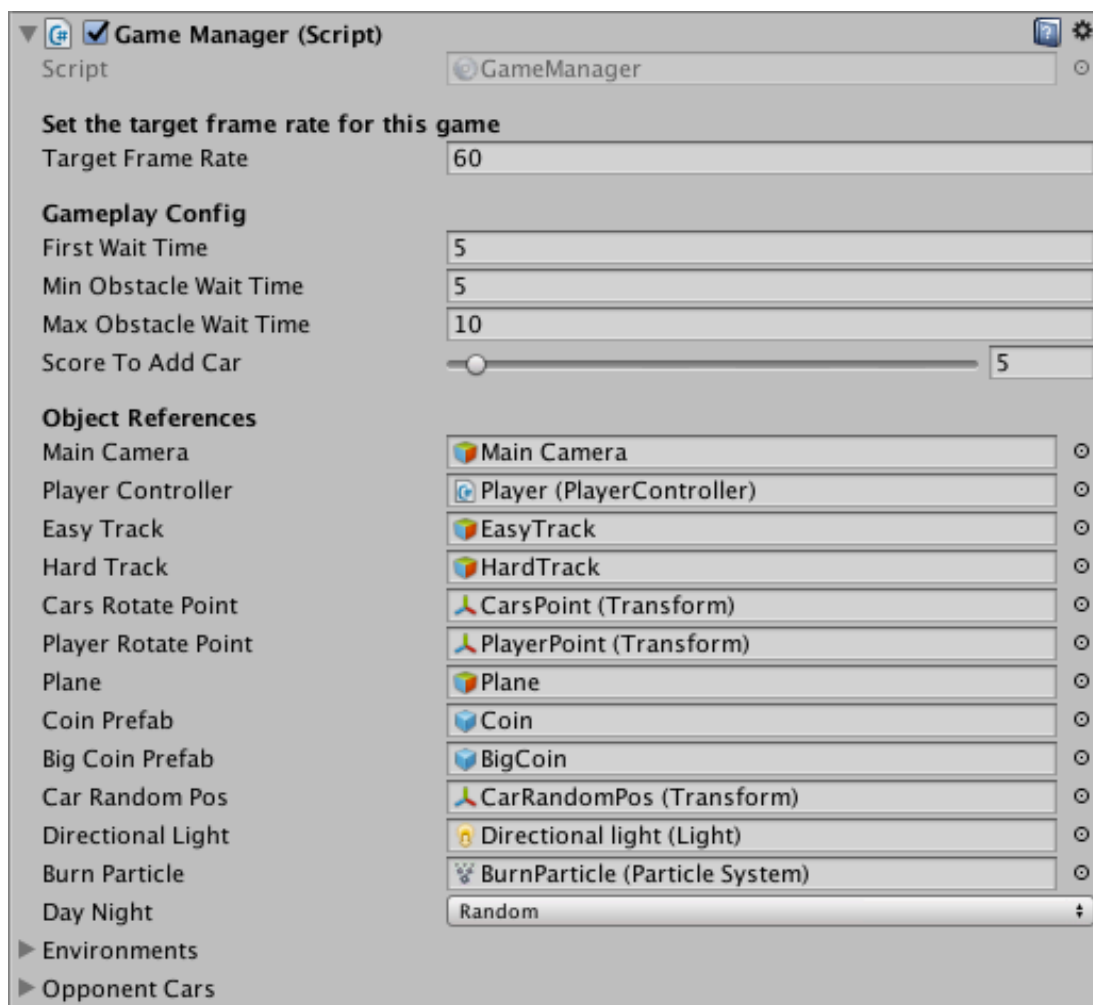 Game Manager (Script)
Script GameManager
Set the target frame rate for this game
Target Frame Rate 60
Gameplay Config
First Wait Time 5
Min Obstacle Wait Time 5
Max Obstacle Wait Time 10
Score To Add Car 5
Object References
Main Camera Main Camera
Player Controller Player (PlayerController)
Easy Track EasyTrack
Hard Track HardTrack
Cars Rotate Point CarsPoint (Transform)
Player Rotate Point PlayerPoint (Transform)
Plane Plane
Coin Prefab Coin
Big Coin Prefab BigCoin
Car Random Pos CarRandomPos (Transform)
Directional Light Directional light (Light)
Burn Particle BurnParticle (Particle System)
Day Night Random
Environments
Opponent Cars